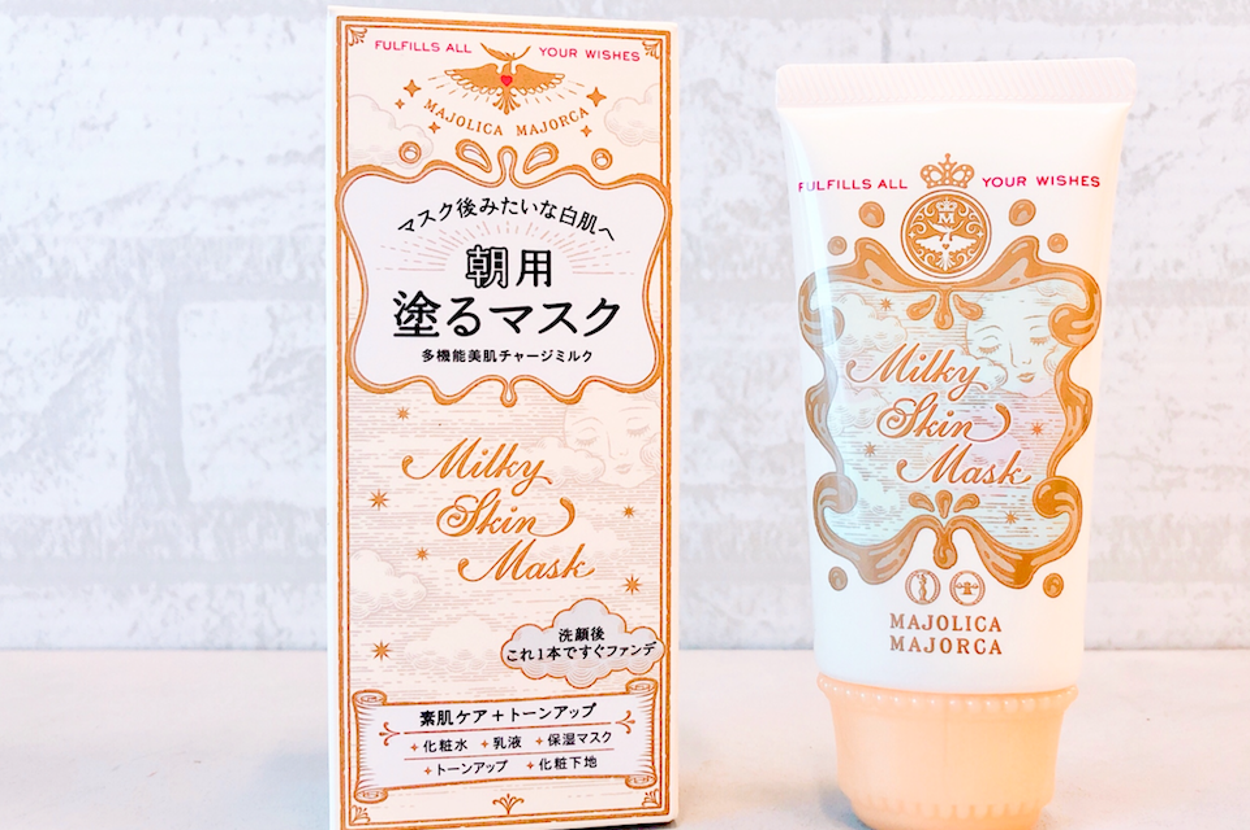 FULFILLS ALL YOUR WISHES
MAJOLICA MAJORCA
マスク後みたいな白肌へ
朝用
塗るマスク
多機能美肌チャージミルク
Milky
Skin
Mask
洗顔後
これ1本ですぐファンデ
素肌ケア+トーンアップ
+化粧水 +乳液 +保湿マスク
+トーンアップ +化粧下地
FULFILLS ALL YOUR WISHES
M
Milky
Skin
Mask
MAJOLICA
MAJORCA